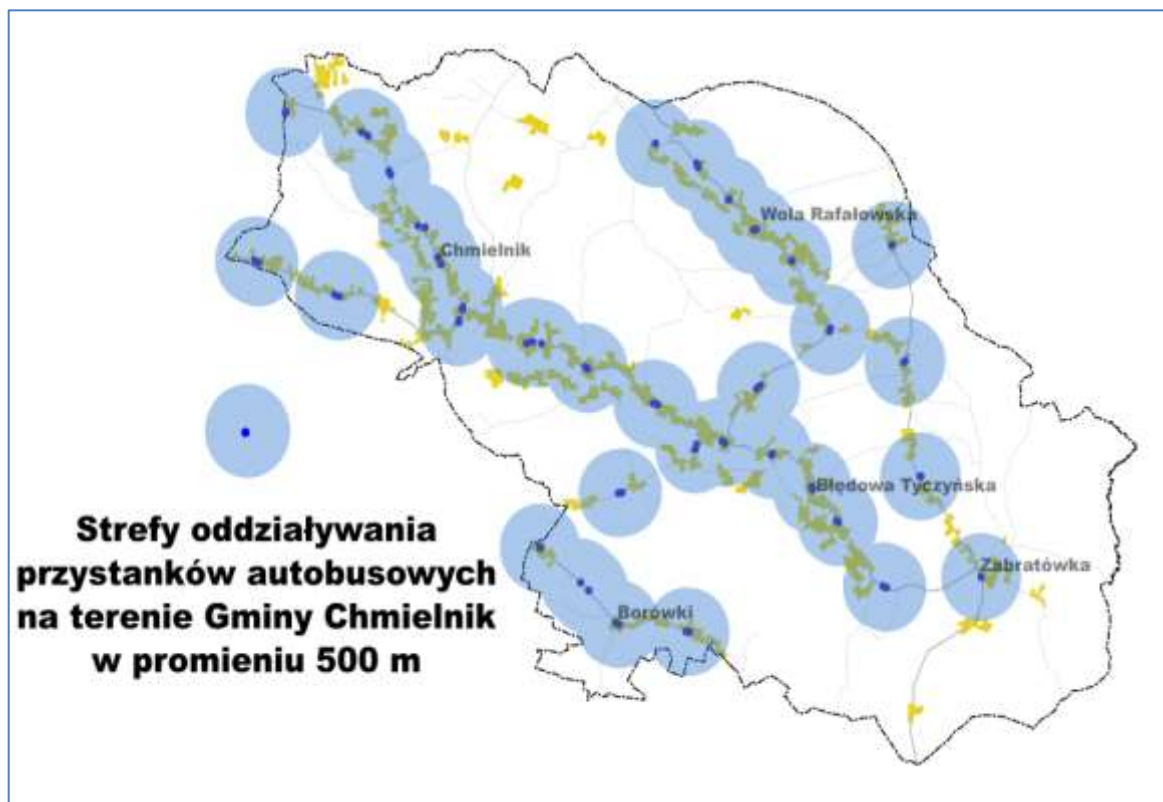 Wola Rafałowska
Chmielnik
Błędowa Tyczyńska
Zabratówka
Borówki
Strefy oddziaływania
przystanków autobusowych
na terenie Gminy Chmielnik
w promieniu 500 m